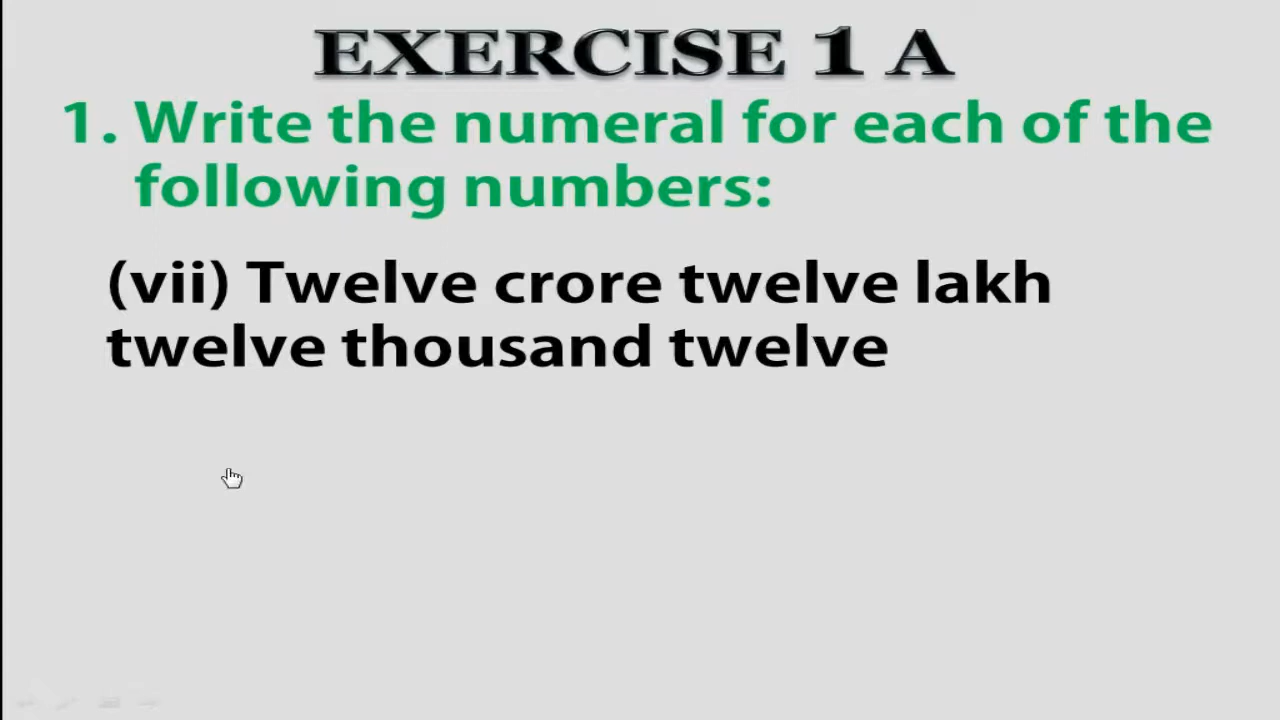 EXERCISE 1 A
1. Write the numeral for each of the
following numbers:
(vii) Twelve crore twelve lakh
twelve thousand twelve